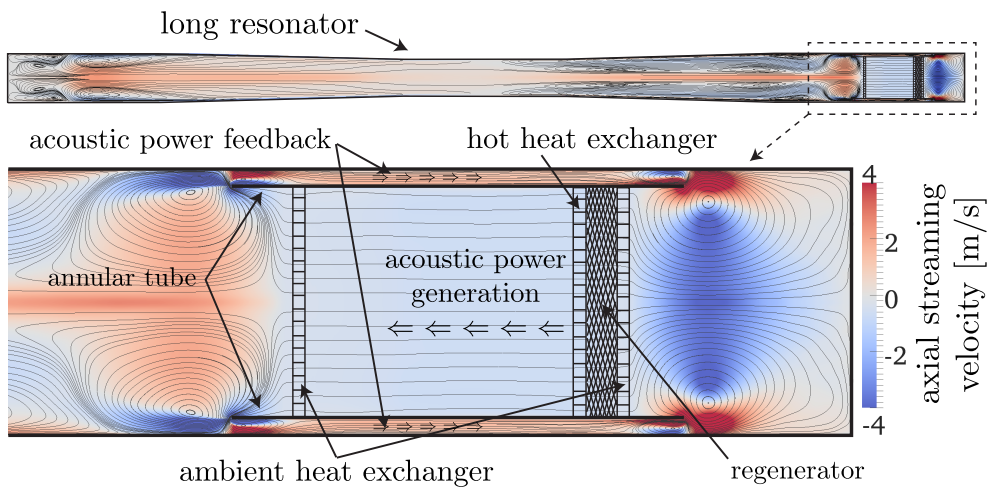 long resonator
acoustic power feedback
hot heat exchanger
annular tube
acoustic power
generation
⇐ ⇐ ⇐ ⇐ ⇐
ambient heat exchanger
regenerator
4
2
0
-2
-4
axial streaming
velocity [m/s]